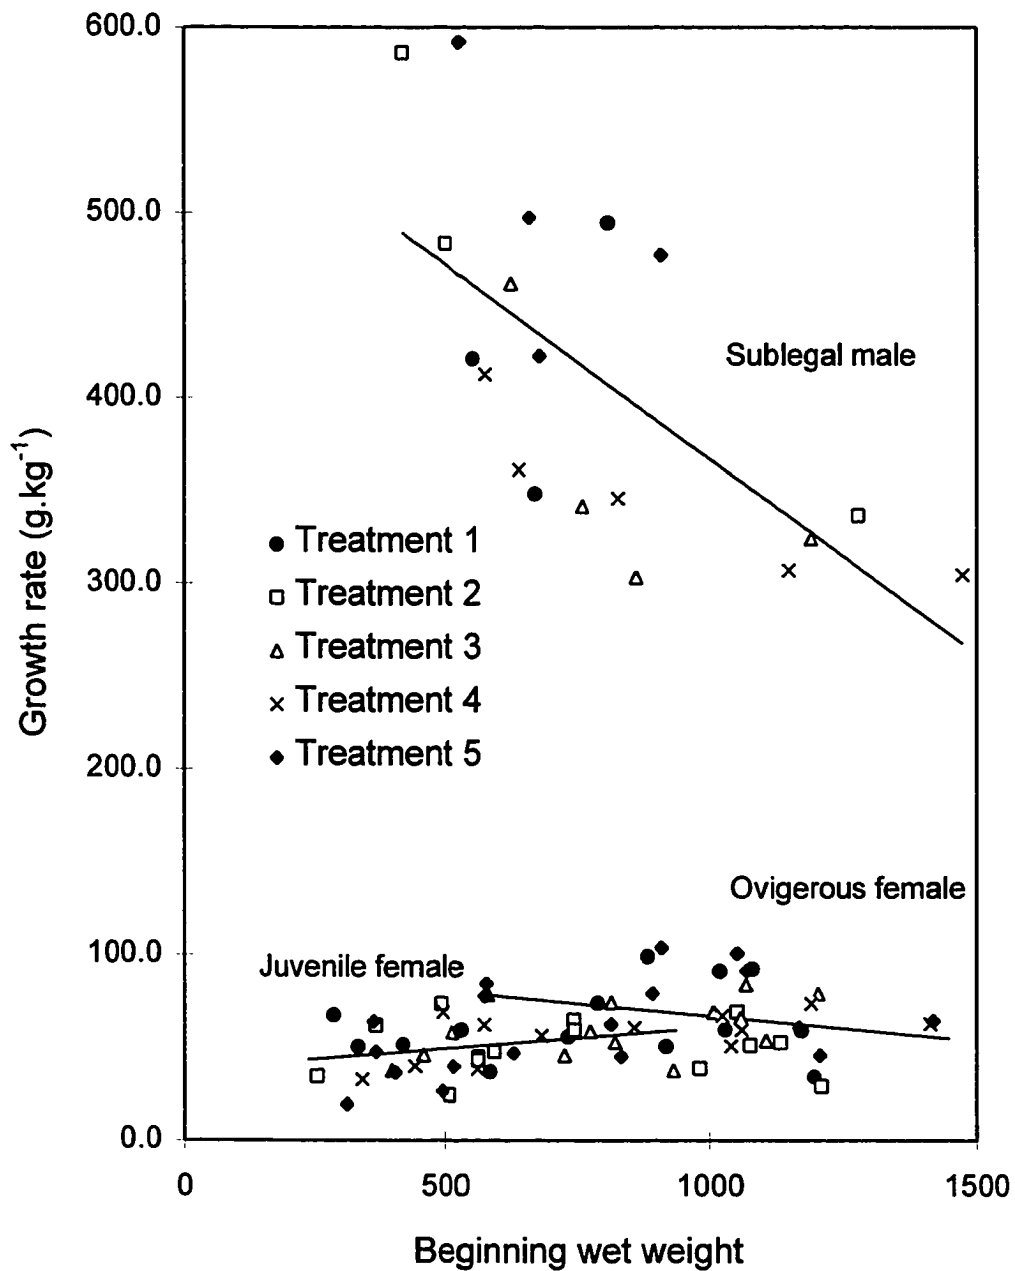 600.0
500.0
Sublegal male
400.0
Growth rate (g.kg⁻¹)
Treatment 1
Treatment 2
300.0
Treatment 3
Treatment 4
Treatment 5
200.0
Ovigerous female
100.0
Juvenile female
0.0
0 500 1000 1500
Beginning wet weight